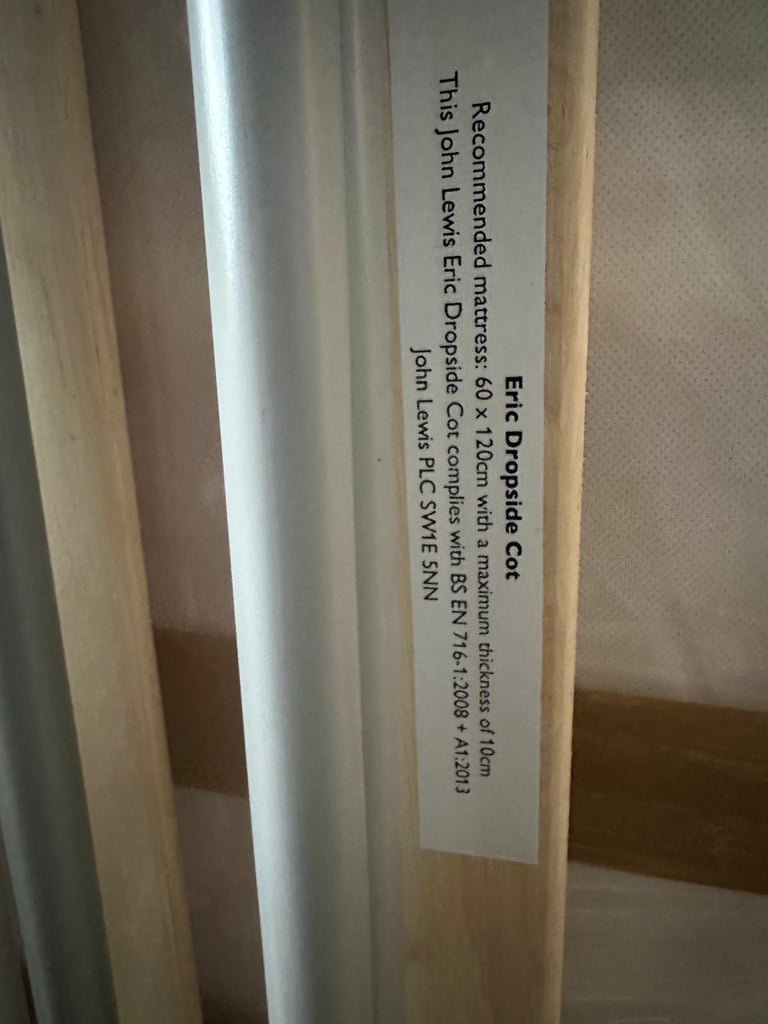 Eric Dropside Cot
Recommended mattress: 60 x 120cm with a maximum thickness of 10cm
This John Lewis Eric Dropside Cot complies with BS EN 716-1:2008 + A1:2013
John Lewis PLC SW1E 5NN